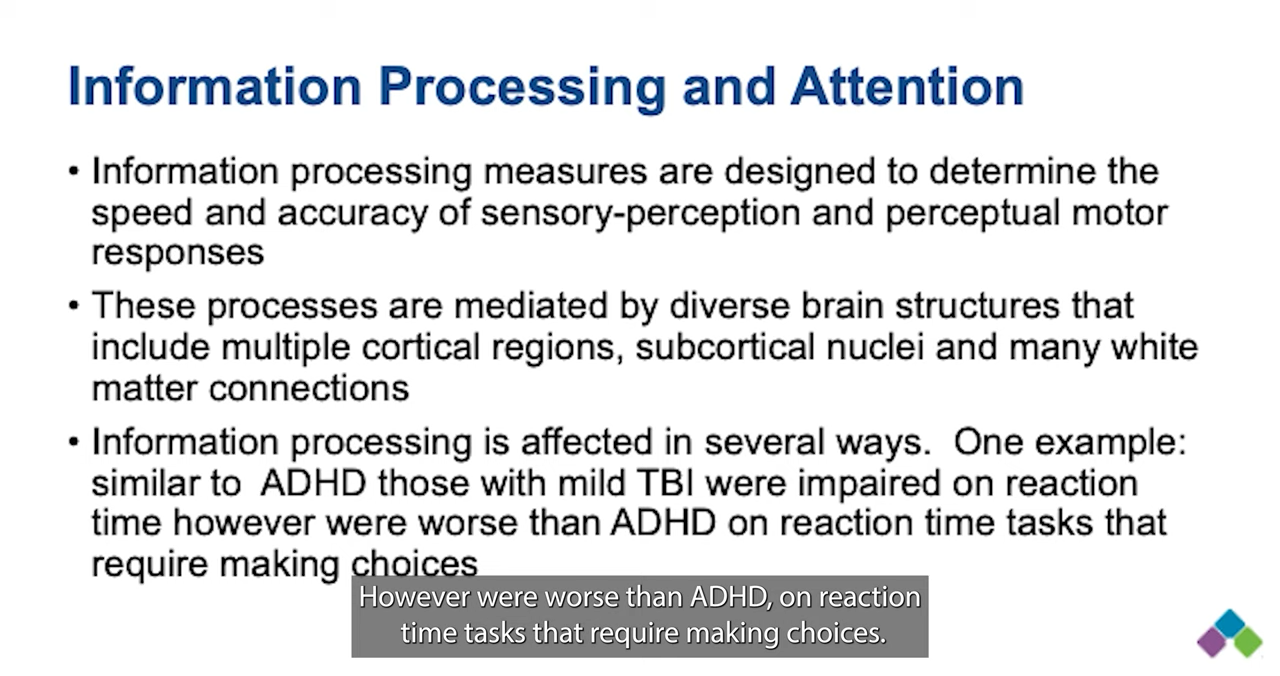 Information Processing and Attention
• Information processing measures are designed to determine the
speed and accuracy of sensory-perception and perceptual motor
responses
• These processes are mediated by diverse brain structures that
include multiple cortical regions, subcortical nuclei and many white
matter connections
• Information processing is affected in several ways.  One example:
similar to  ADHD those with mild TBI were impaired on reaction
time however were worse than ADHD on reaction time tasks that
require making choices
However were worse than ADHD, on reaction
time tasks that require making choices.